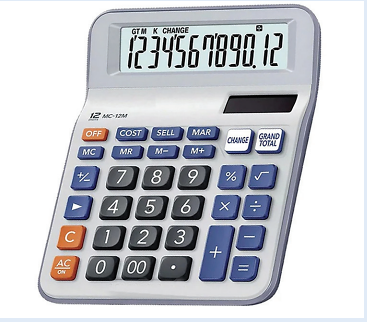 GT M K CHANGE
1234567890.12
12 MC-12M
OFF COST SELL MAR CHANGE GRAND TOTAL
MC MR M- M+
+/- 7 8 9 % √
► 4 5 6 × ÷
C 1 2 3 + −
AC ON 0 00 · =